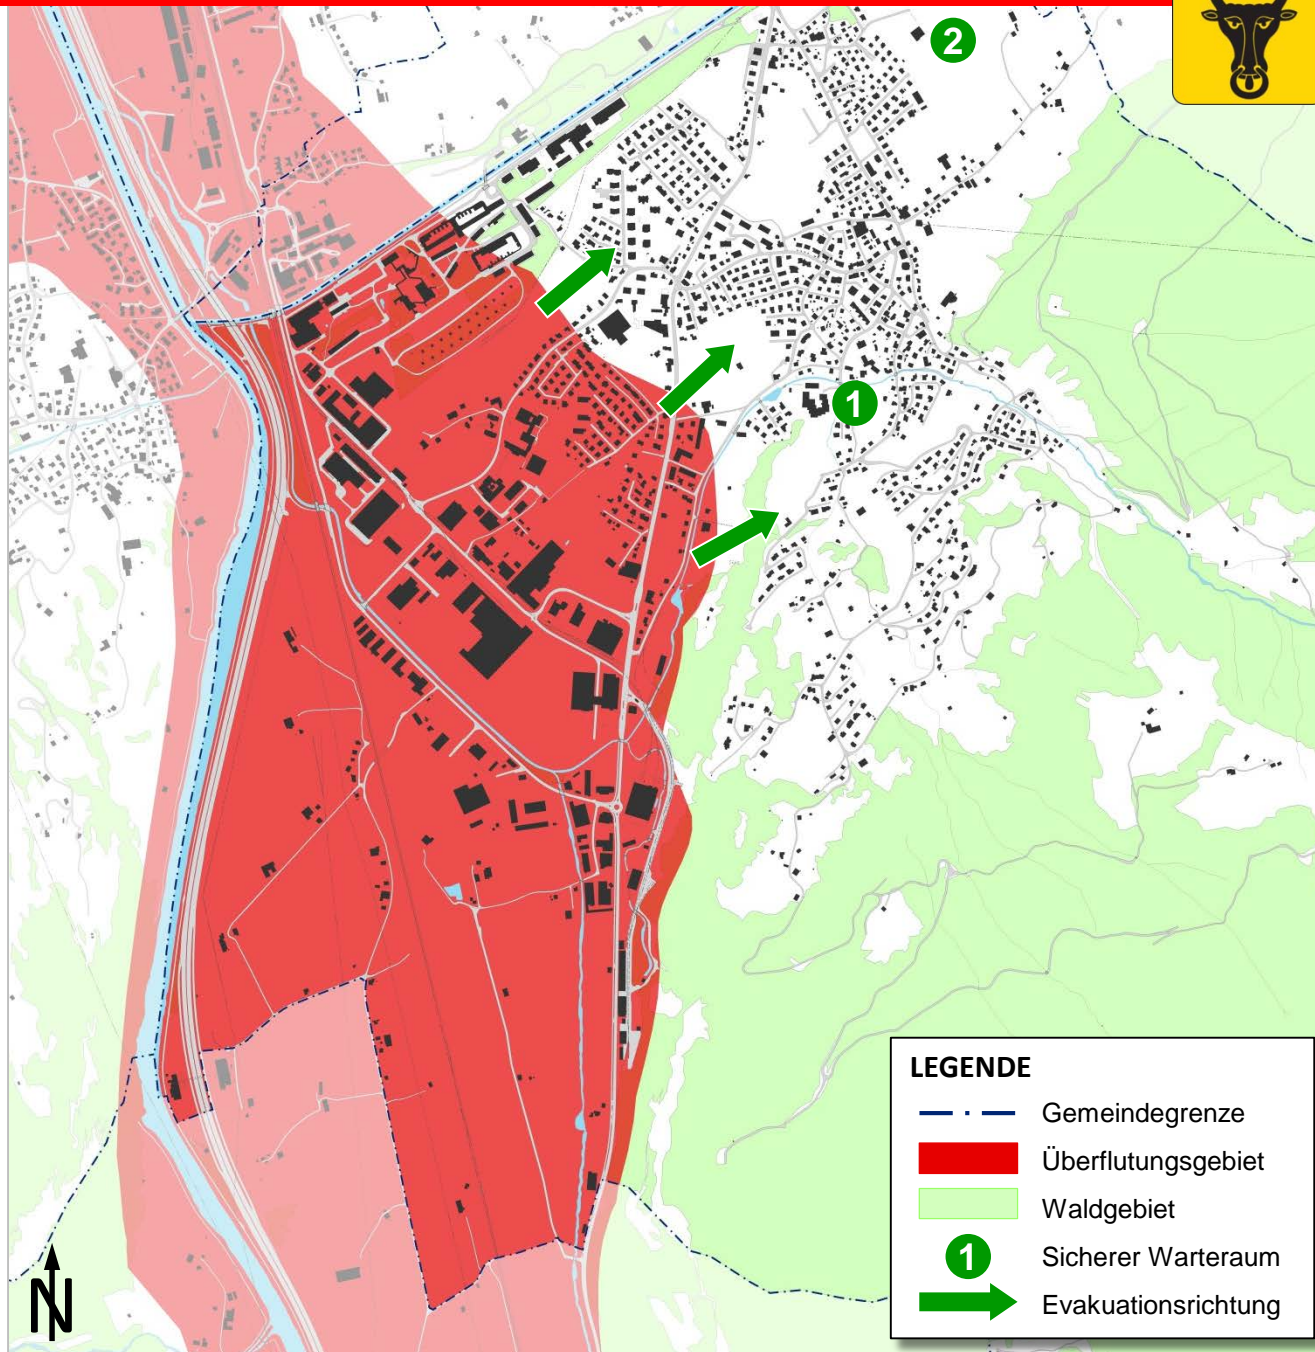 2
1
LEGENDE
Gemeindegrenze
Überflutungsgebiet
Waldgebiet
1 Sicherer Warteraum
Evakuationsrichtung
N